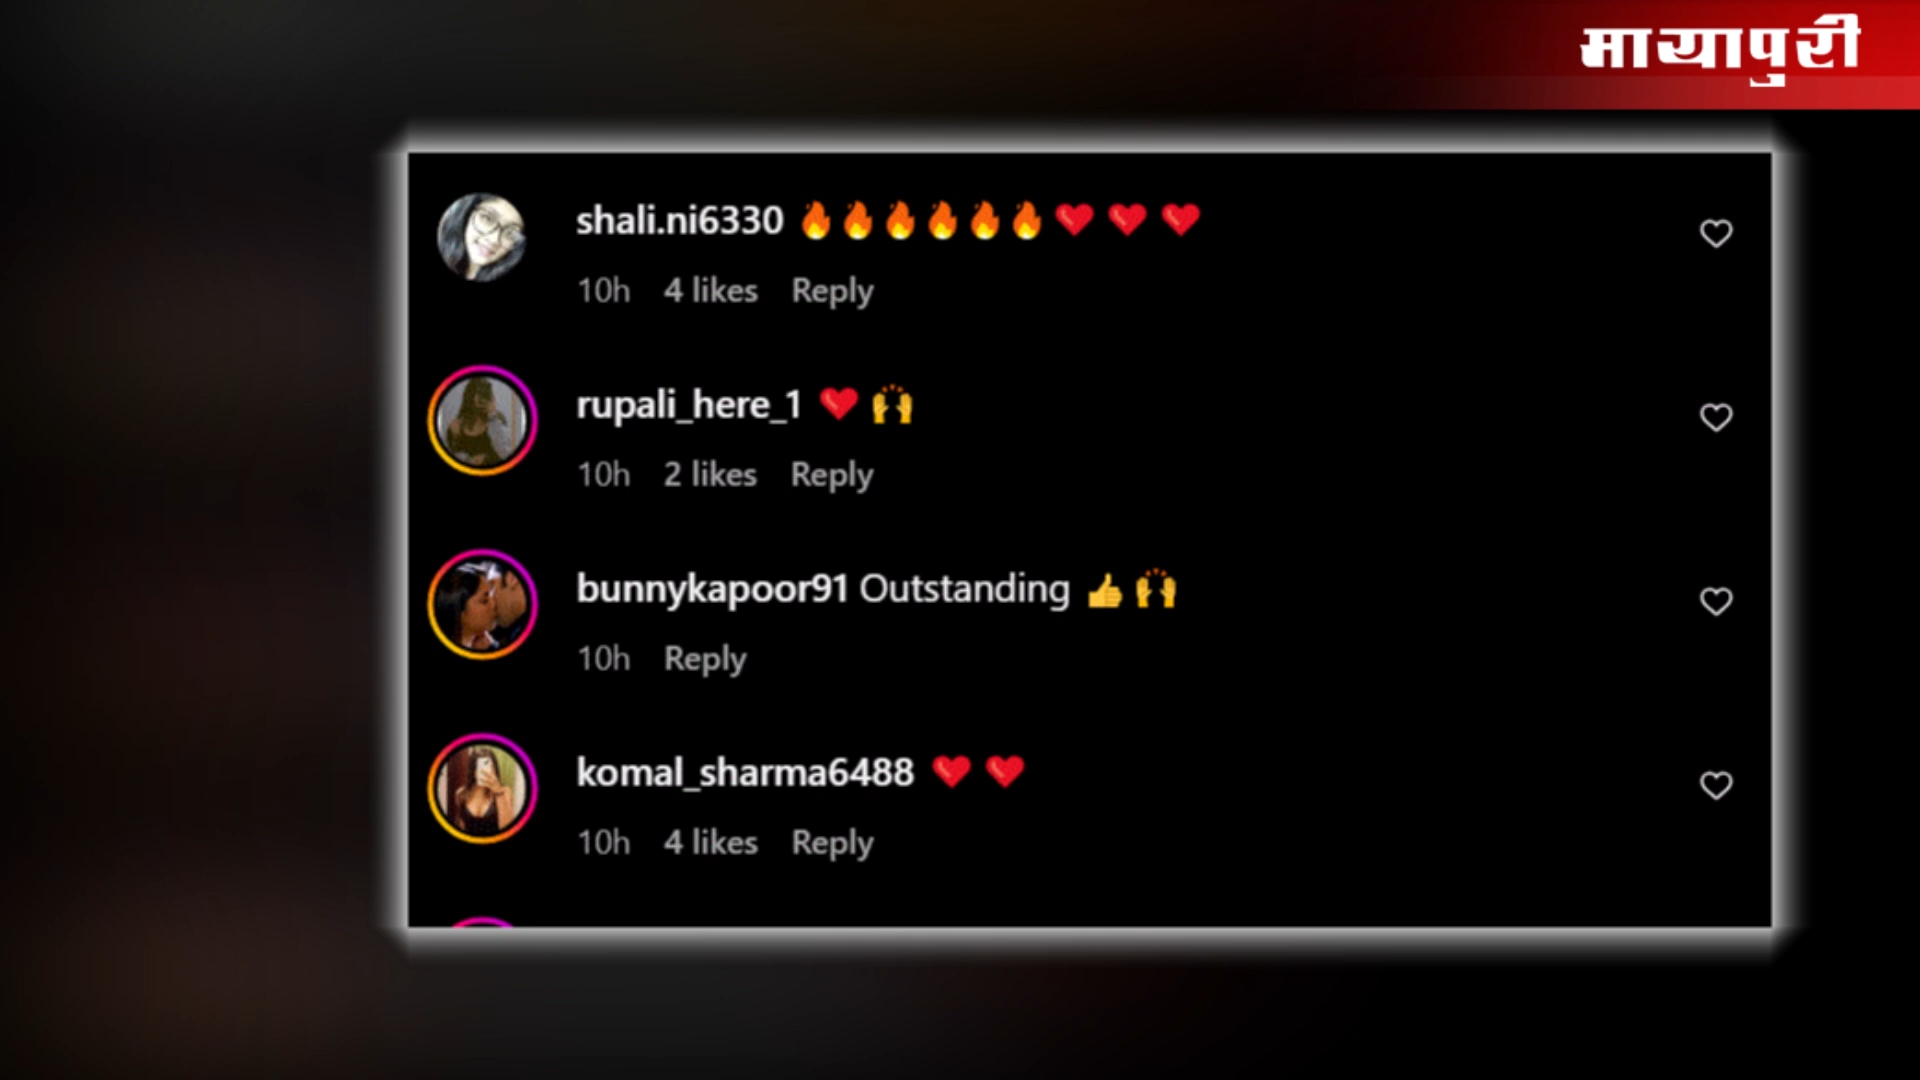 मायापुरी
shali.ni6330 🔥🔥🔥🔥🔥🔥❤️❤️❤️
10h 4 likes Reply
rupali_here_1 ❤️🙌
10h 2 likes Reply
bunnykapoor91 Outstanding 👍🙌
10h Reply
komal_sharma6488 ❤️❤️
10h 4 likes Reply